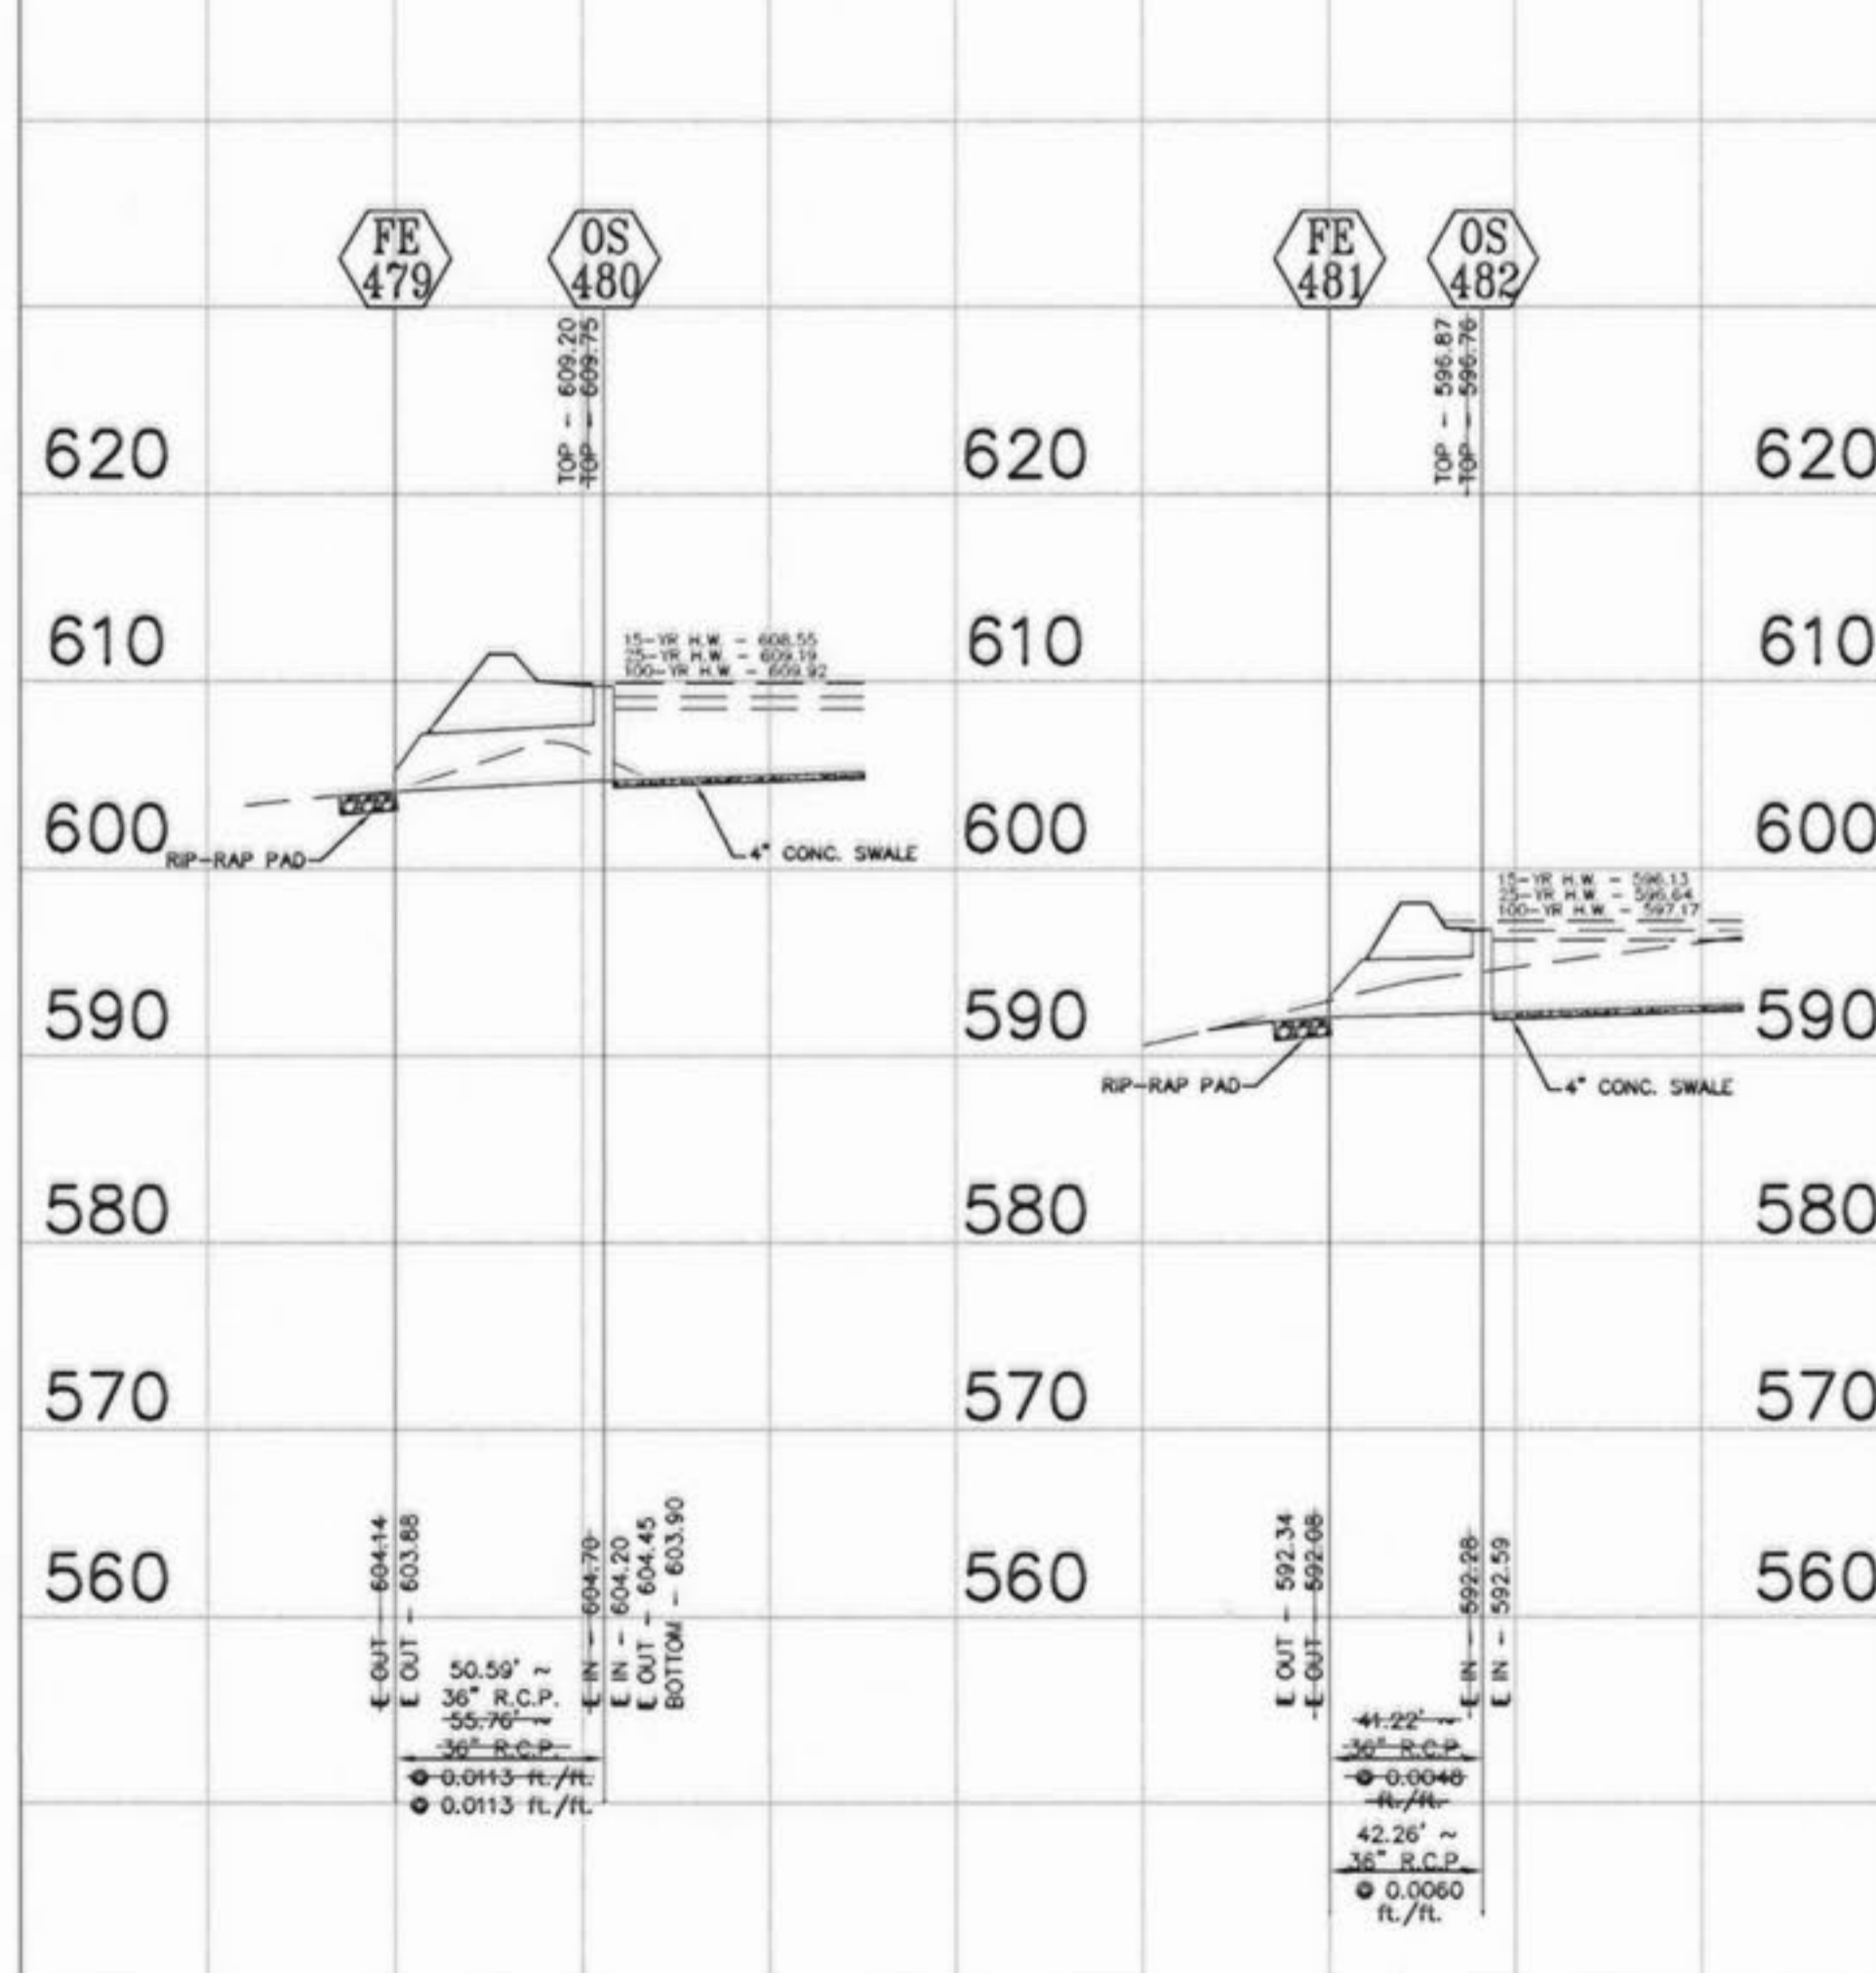 FE
479
OS
480
FE
481
OS
482
TOP - 609.20
TOP - 609.75
TOP - 596.87
TOP - 596.76
620
620
620
610
610
610
15-YR H.W. - 608.55
25-YR H.W. - 609.19
100-YR H.W. - 609.92
600
600
600
RIP-RAP PAD
4" CONC. SWALE
15-YR H.W. - 596.13
25-YR H.W. - 596.64
100-YR H.W. - 597.17
590
590
590
RIP-RAP PAD
4" CONC. SWALE
580
580
580
570
570
570
560
560
560
OUT - 604.14
OUT - 603.88
IN - 604.70
IN - 604.20
OUT - 604.45
BOTTOM - 603.90
50.59' ~
36" R.C.P.
55.76' ~
36" R.C.P.
0.0113 ft./ft.
0.0113 ft./ft.
OUT - 592.34
OUT - 592.08
IN - 592.28
IN - 592.59
41.22' ~
36" R.C.P.
0.0048
ft./ft.
42.26' ~
36" R.C.P.
0.0060
ft./ft.